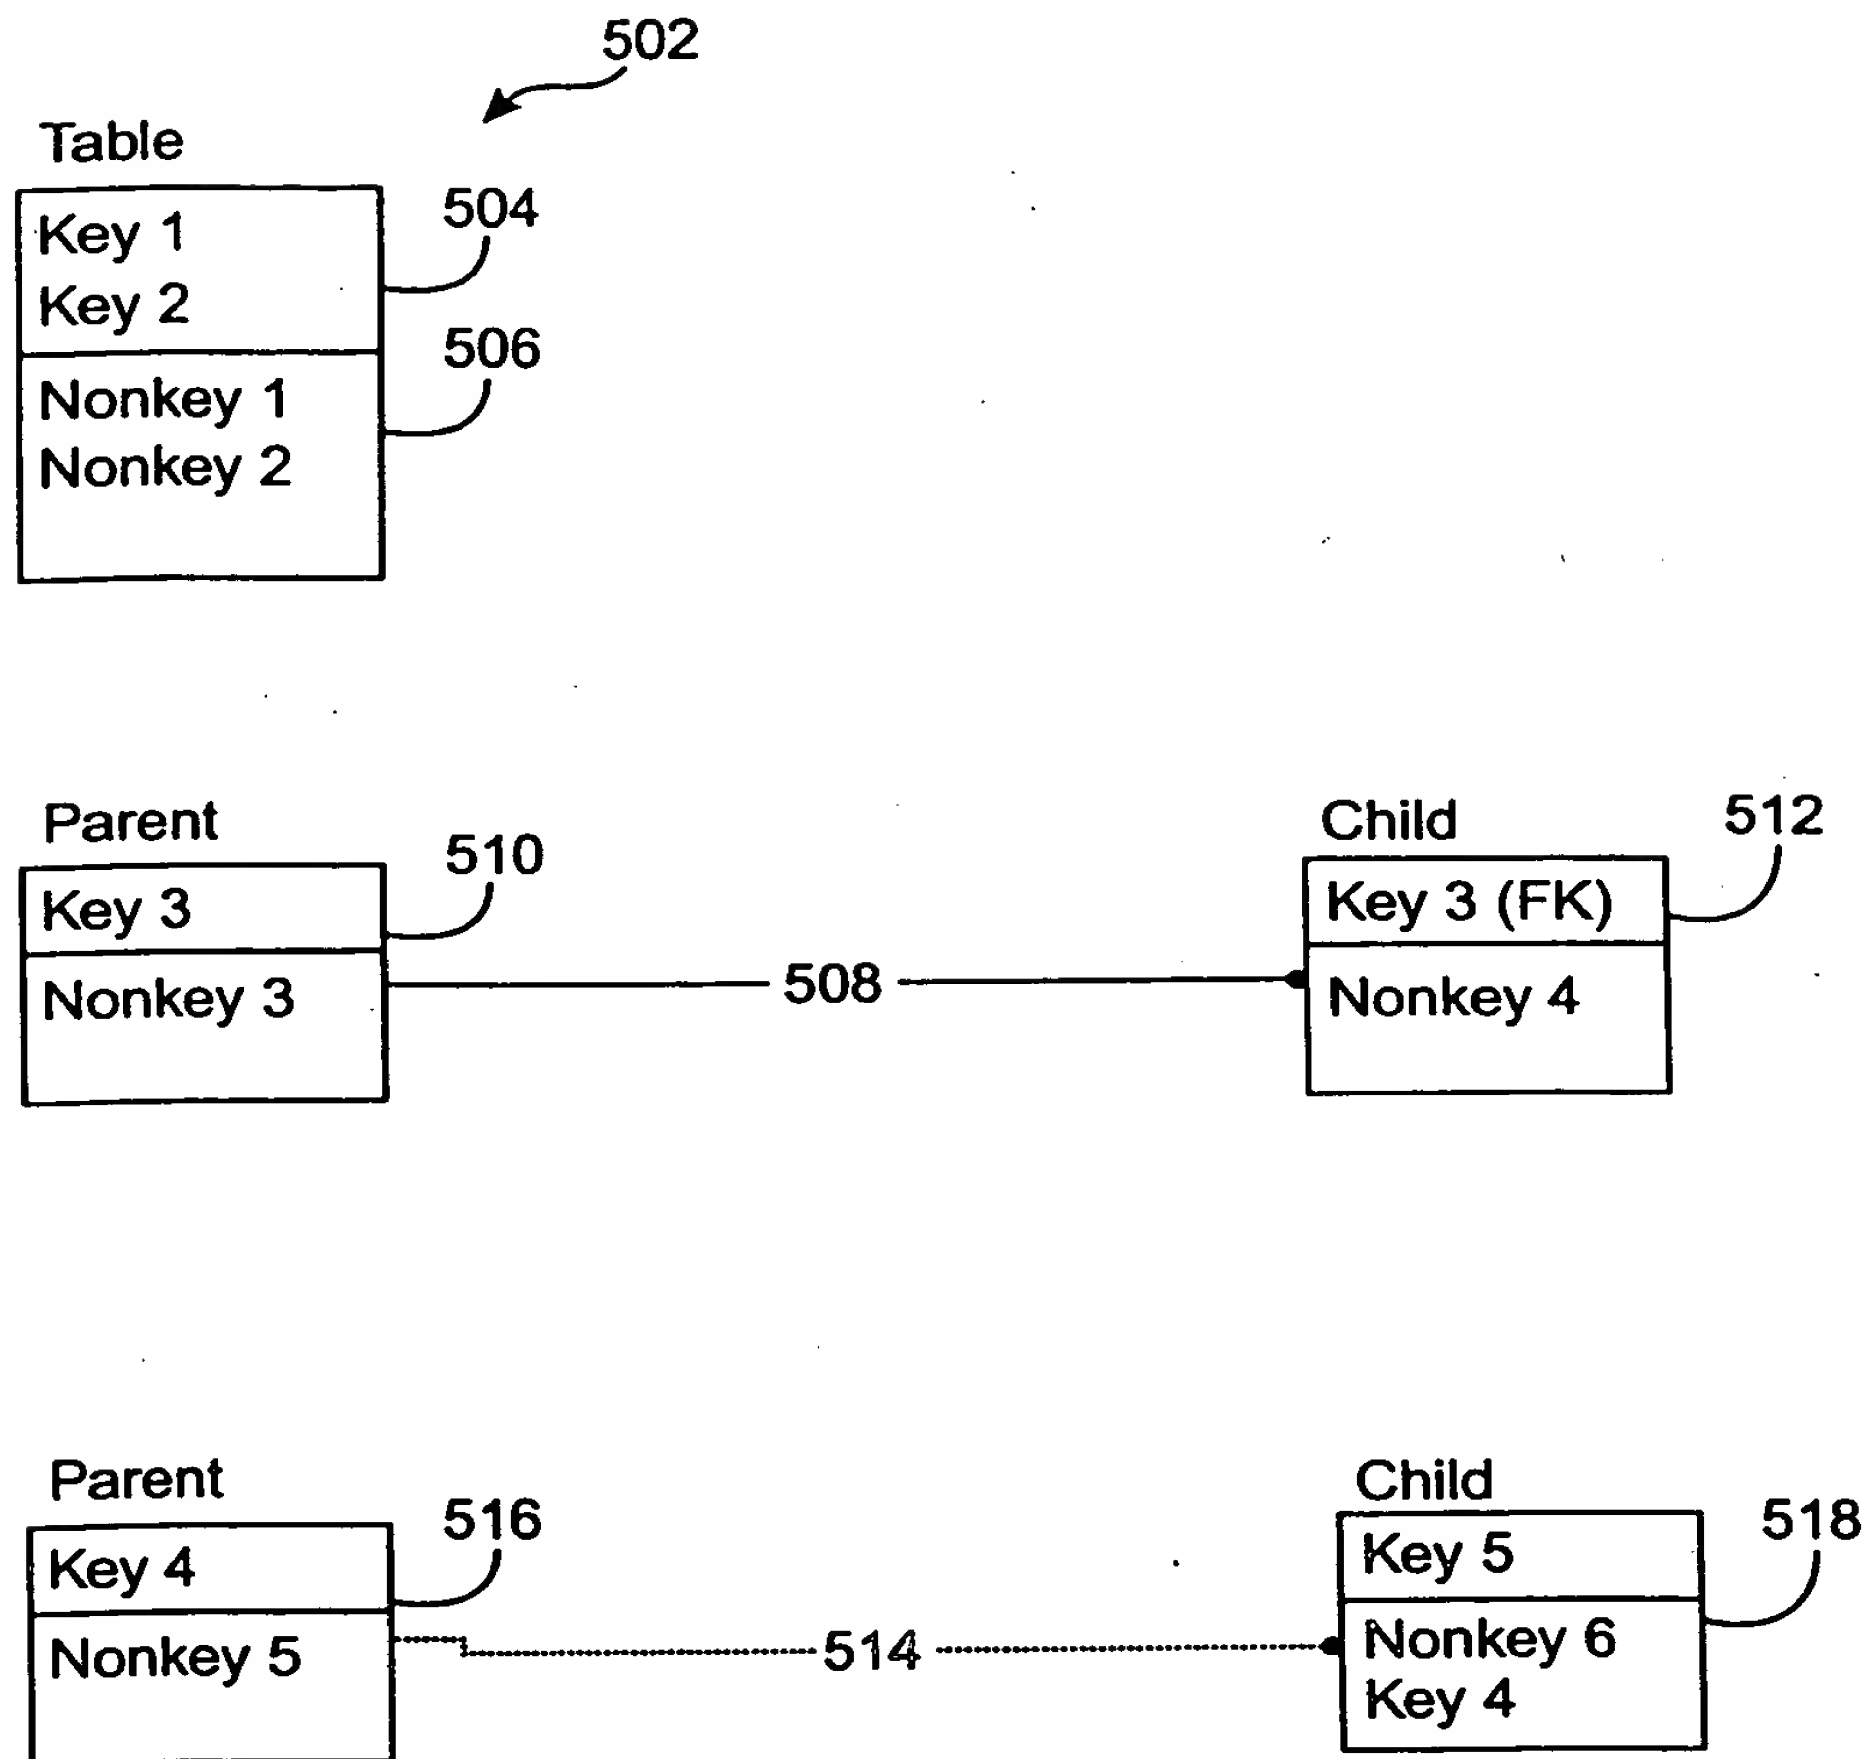 502
Table
Key 1
504
Key 2
506
Nonkey 1
Nonkey 2
Parent
510
Key 3
Nonkey 3
508
Child
512
Key 3 (FK)
Nonkey 4
Parent
516
Key 4
Nonkey 5
514
Child
518
Key 5
Nonkey 6
Key 4